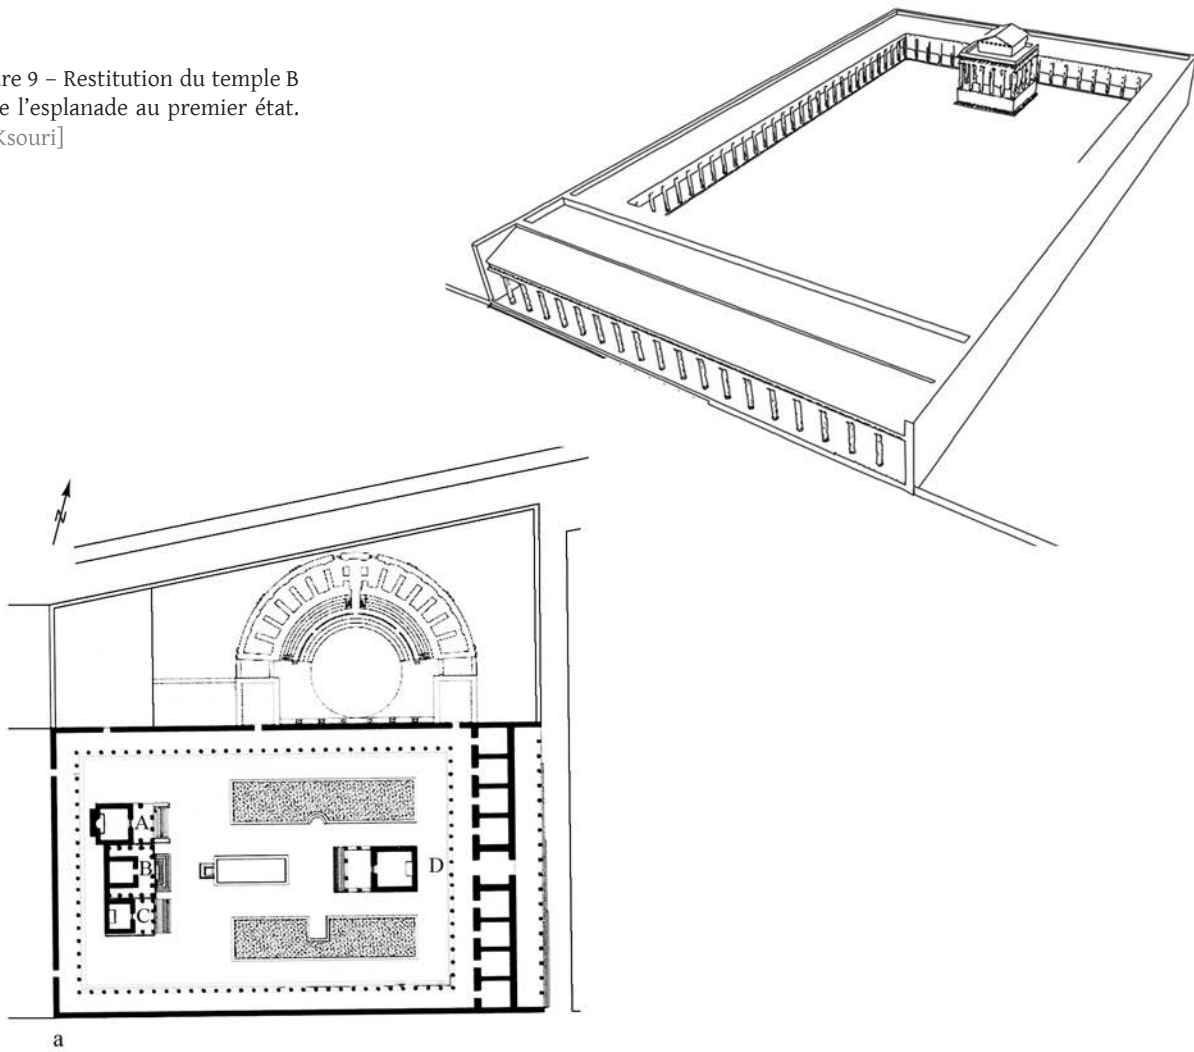 re 9 – Restitution du temple B
e l'esplanade au premier état.
Ksouri]
N
A
B
C
D
a